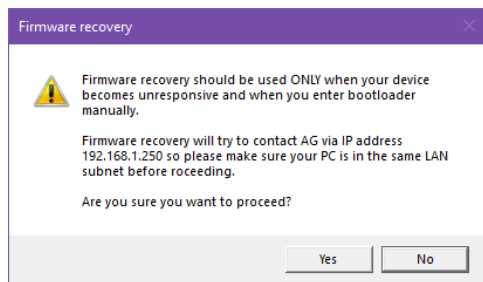 Firmware recovery
Firmware recovery should be used ONLY when your device
becomes unresponsive and when you enter bootloader
manually.
Firmware recovery will try to contact AG via IP address
192.168.1.250 so please make sure your PC is in the same LAN
subnet before roceeding.
Are you sure you want to proceed?
Yes
No